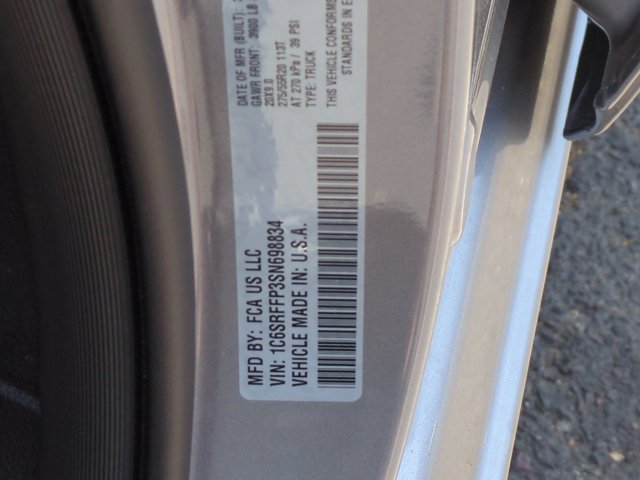 DATE OF MFR (BUILT):
GAWR FRONT: 3900 LB
20X9.0
275/55R20 113T
AT 270 kPa / 39 PSI
TYPE: TRUCK
THIS VEHICLE CONFORMS
STANDARDS IN E
MFD BY: FCA US LLC
VIN: 1C6SRFFP3SN698834
VEHICLE MADE IN: U.S.A.